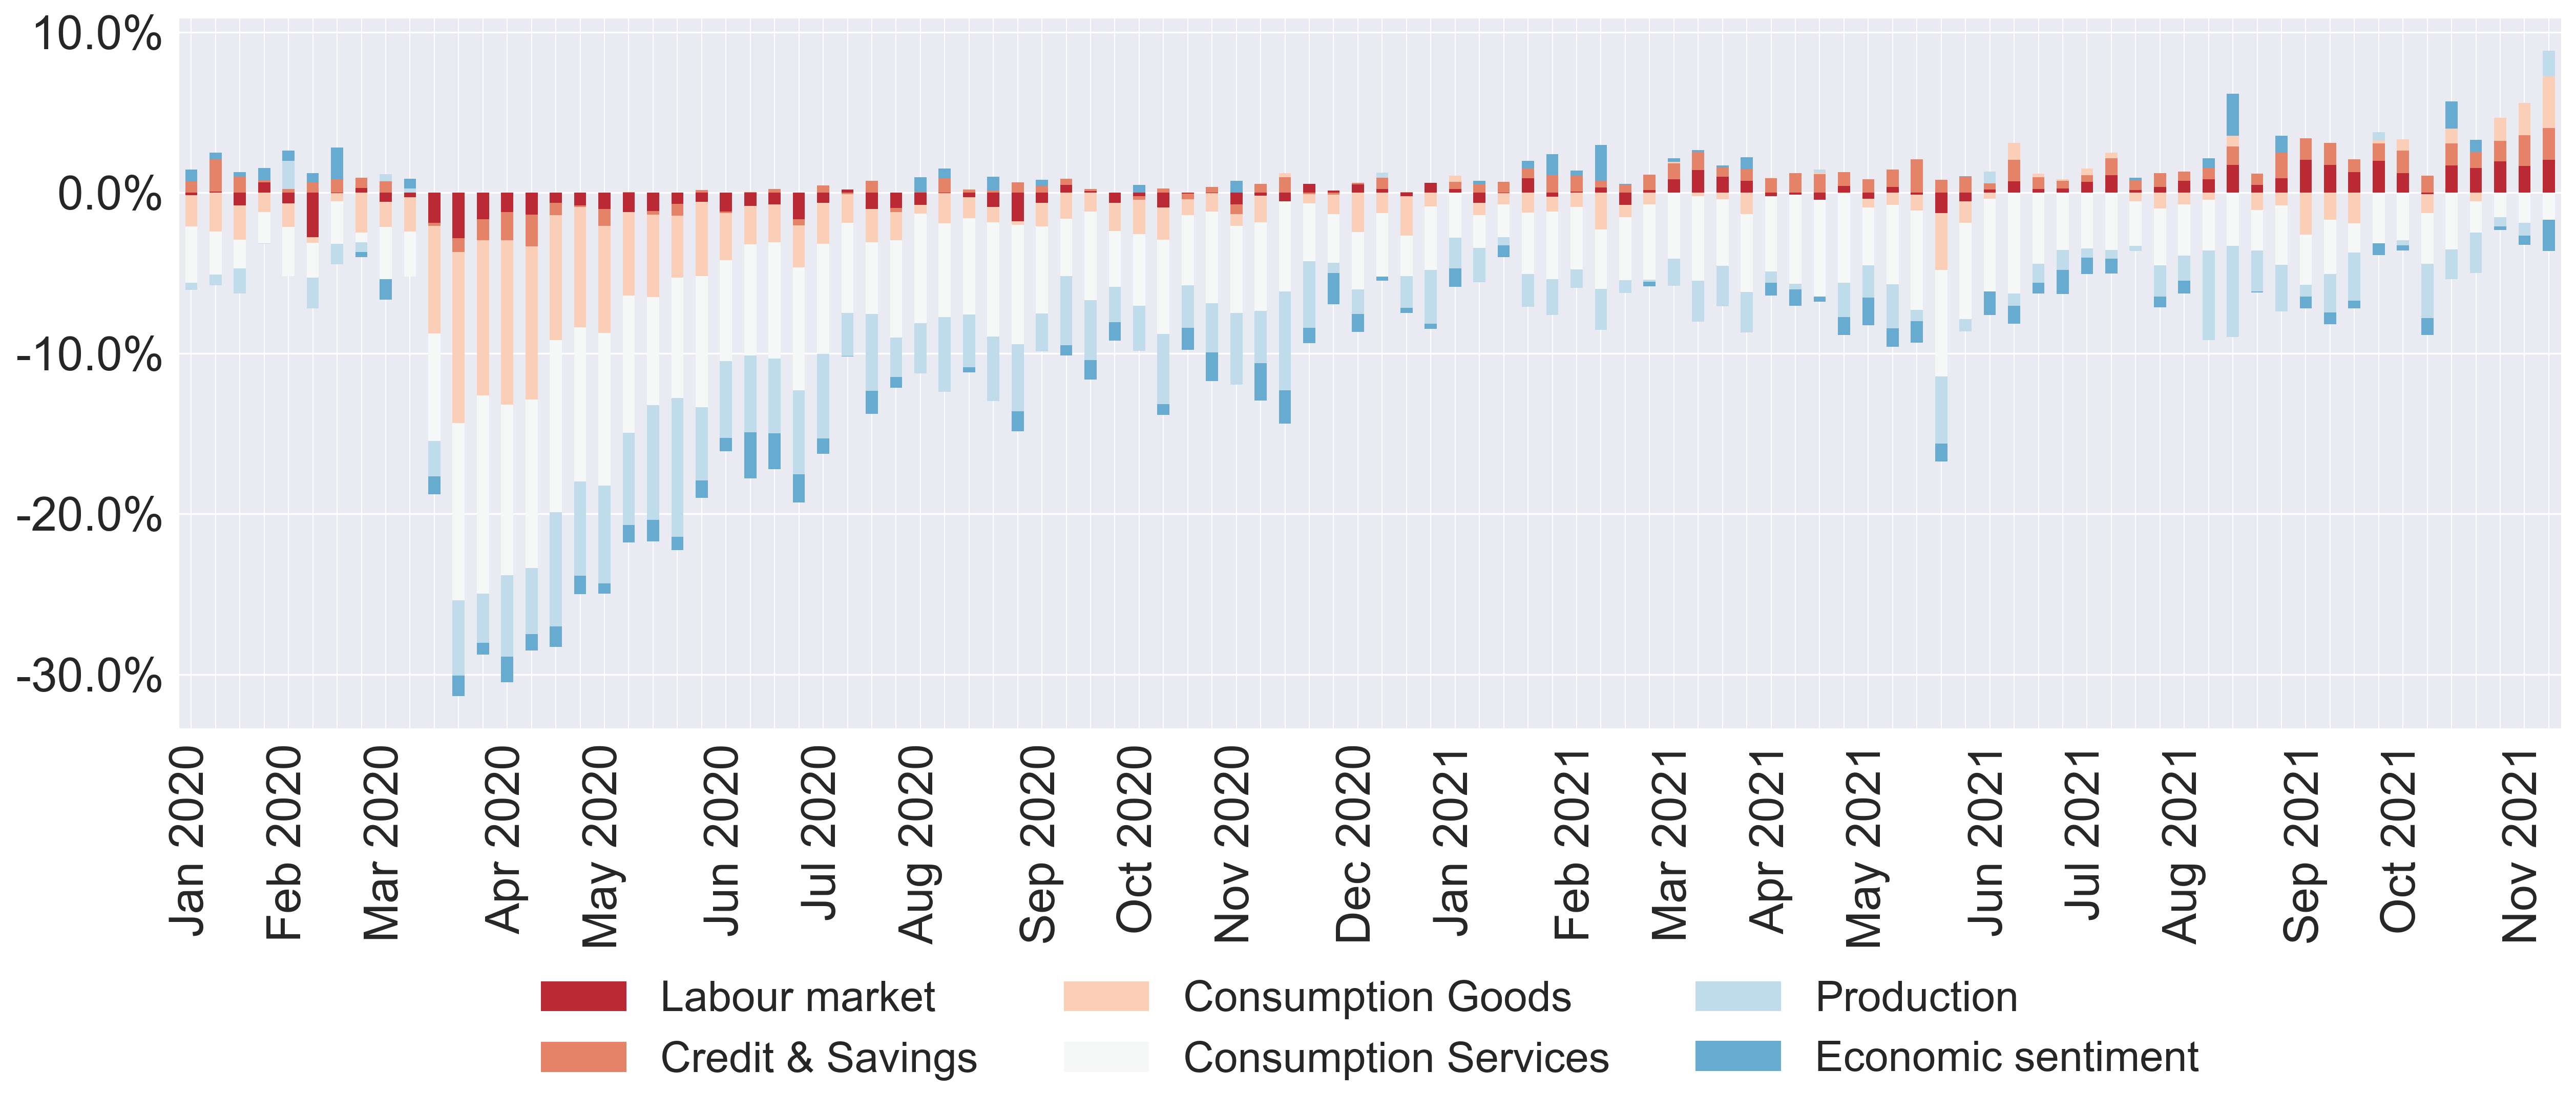 10.0%
0.0%
-10.0%
-20.0%
-30.0%
Jan 2020
Feb 2020
Mar 2020
Apr 2020
May 2020
Jun 2020
Jul 2020
Aug 2020
Sep 2020
Oct 2020
Nov 2020
Dec 2020
Jan 2021
Feb 2021
Mar 2021
Apr 2021
May 2021
Jun 2021
Jul 2021
Aug 2021
Sep 2021
Oct 2021
Nov 2021
Labour market
Consumption Goods
Production
Credit & Savings
Consumption Services
Economic sentiment